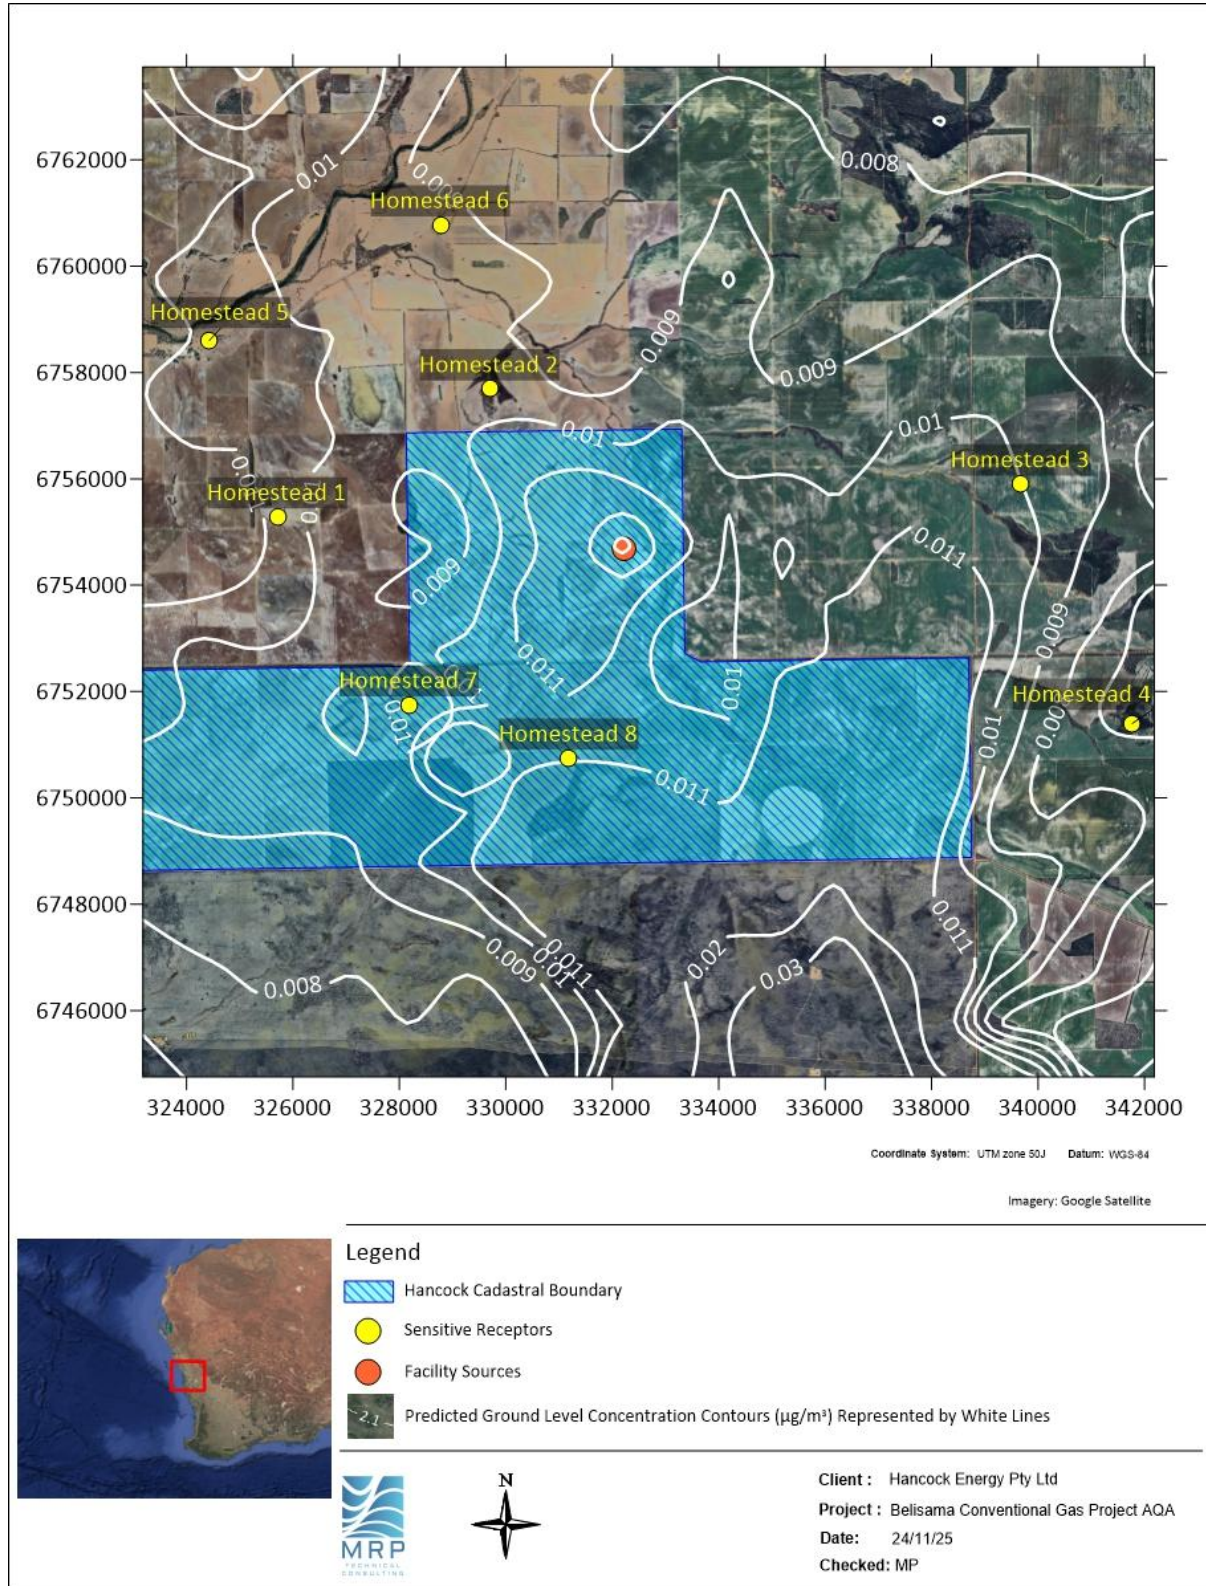 6762000
6760000
6758000
6756000
6754000
6752000
6750000
6748000
6746000
0.01
0.008
Homestead 6
Homestead 5
0.009
Homestead 2
0.009
0.01
0.01
Homestead 3
Homestead 1
0.009
0.011
0.009
0.011
0.01
Homestead 7
0.01
Homestead 4
0.01
Homestead 8
0.011
0.011
0.009
0.01
0.011
0.02
0.03
0.008
324000 326000 328000 330000 332000 334000 336000 338000 340000 342000
Coordinate System: UTM zone 50J Datum: WGS-84
Imagery: Google Satellite
Legend
Hancock Cadastral Boundary
Sensitive Receptors
Facility Sources
2.1
Predicted Ground Level Concentration Contours (µg/m³) Represented by White Lines
MRP
TECHNICAL
CONSULTING
N
Client : Hancock Energy Pty Ltd
Project : Belisama Conventional Gas Project AQA
Date: 24/11/25
Checked: MP